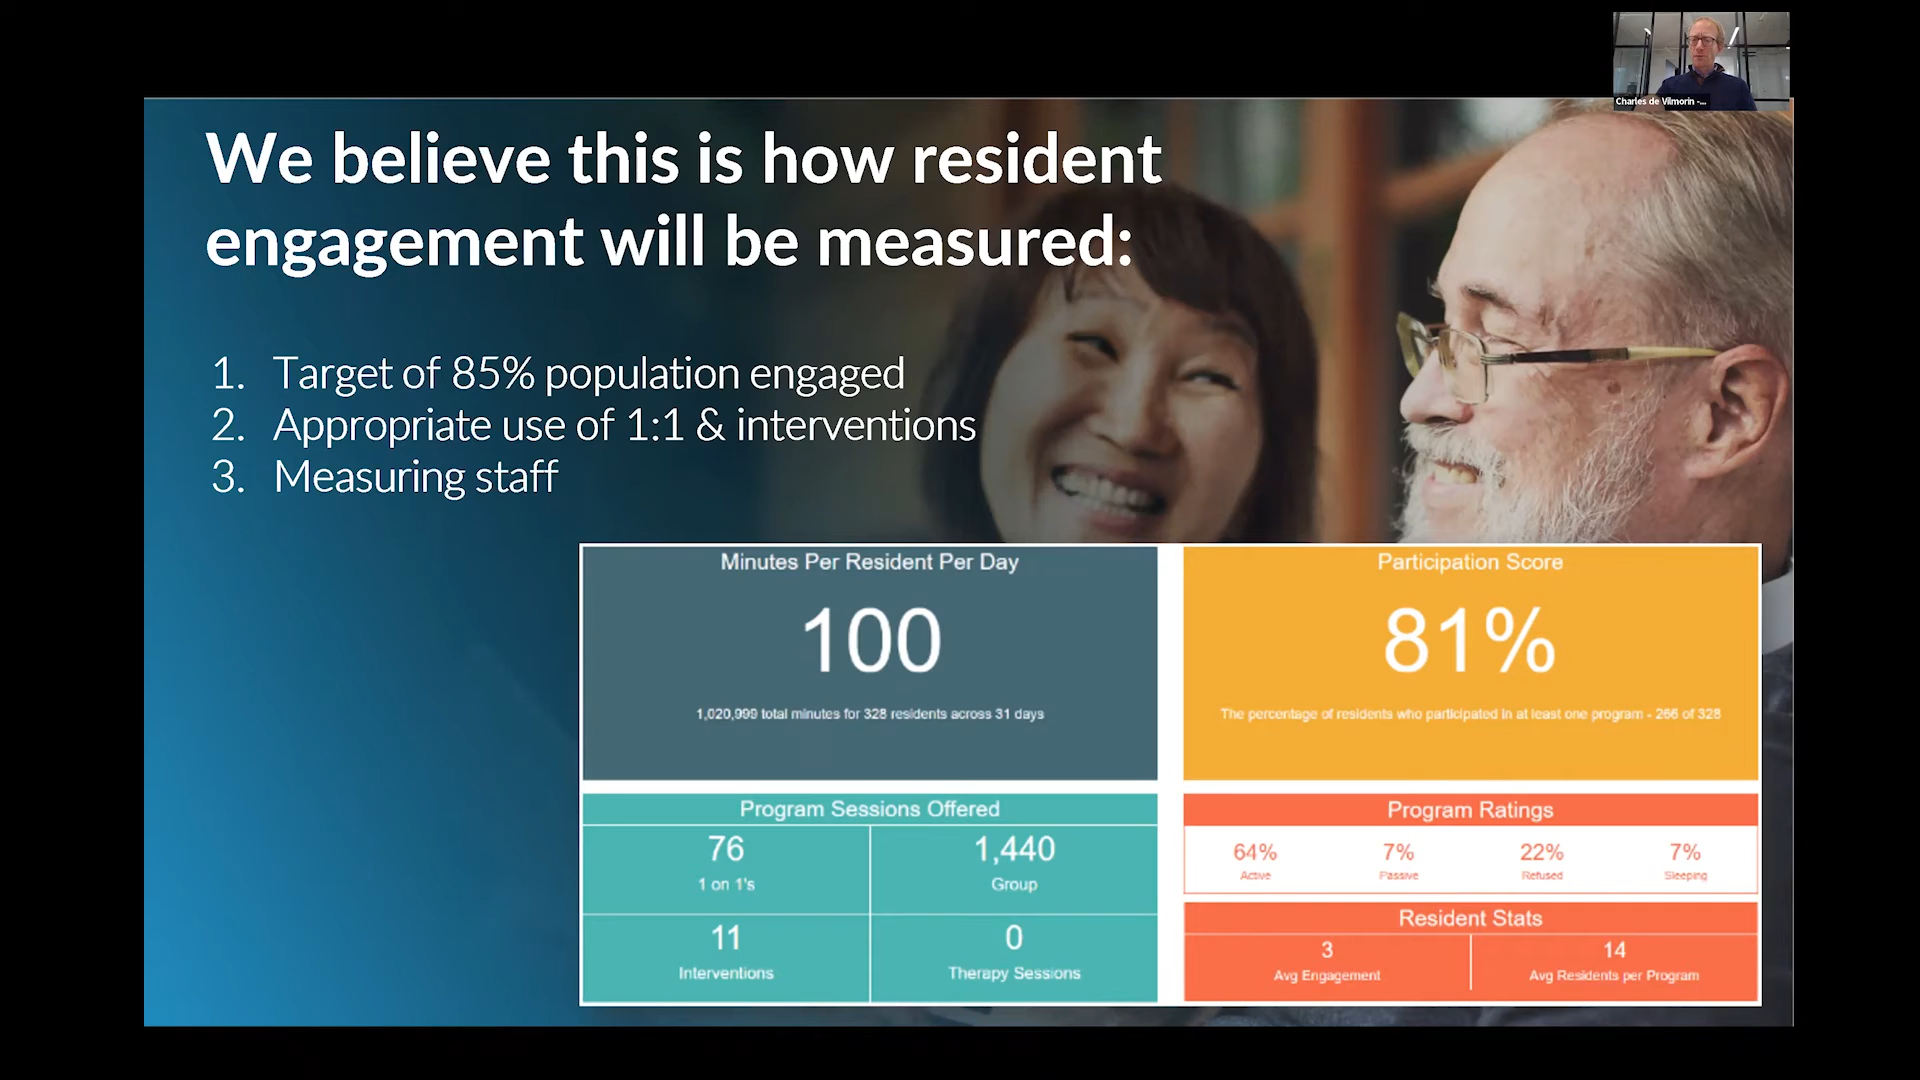 Charles de Vilmorin -...
We believe this is how resident
engagement will be measured:
1. Target of 85% population engaged
2. Appropriate use of 1:1 & interventions
3. Measuring staff
Minutes Per Resident Per Day
100
1,020,999 total minutes for 328 residents across 31 days
Participation Score
81%
The percentage of residents who participated in at least one program - 266 of 328
Program Sessions Offered
76
1 on 1's
1,440
Group
11
Interventions
0
Therapy Sessions
Program Ratings
64% 7% 22% 7%
Active Passive Refused Sleeping
Resident Stats
3
Avg Engagement
14
Avg Residents per Program